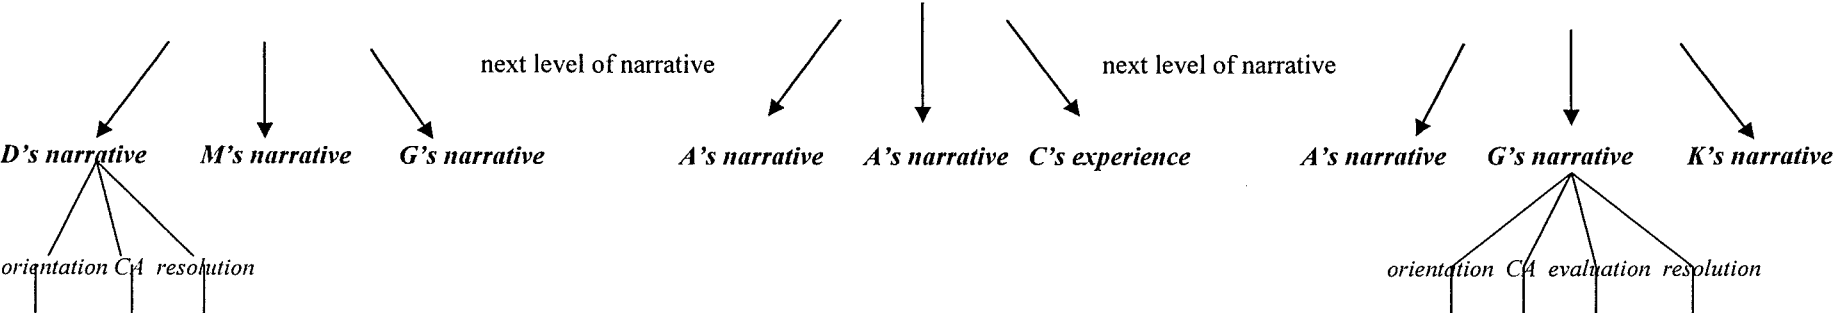 next level of narrative next level of narrative
D's narrative M's narrative G's narrative A's narrative A's narrative C's experience A's narrative G's narrative K's narrative
orientation CA resolution orientation CA evaluation resolution